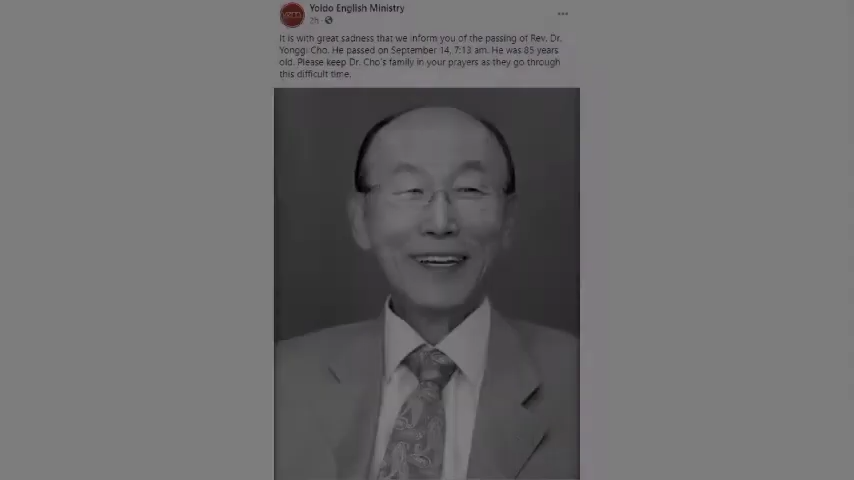 Yoido English Ministry
2h ·
It is with great sadness that we inform you of the passing of Rev. Dr.
Yonggi Cho. He passed on September 14, 7:13 am. He was 85 years
old. Please keep Dr. Cho's family in your prayers as they go through
this difficult time.